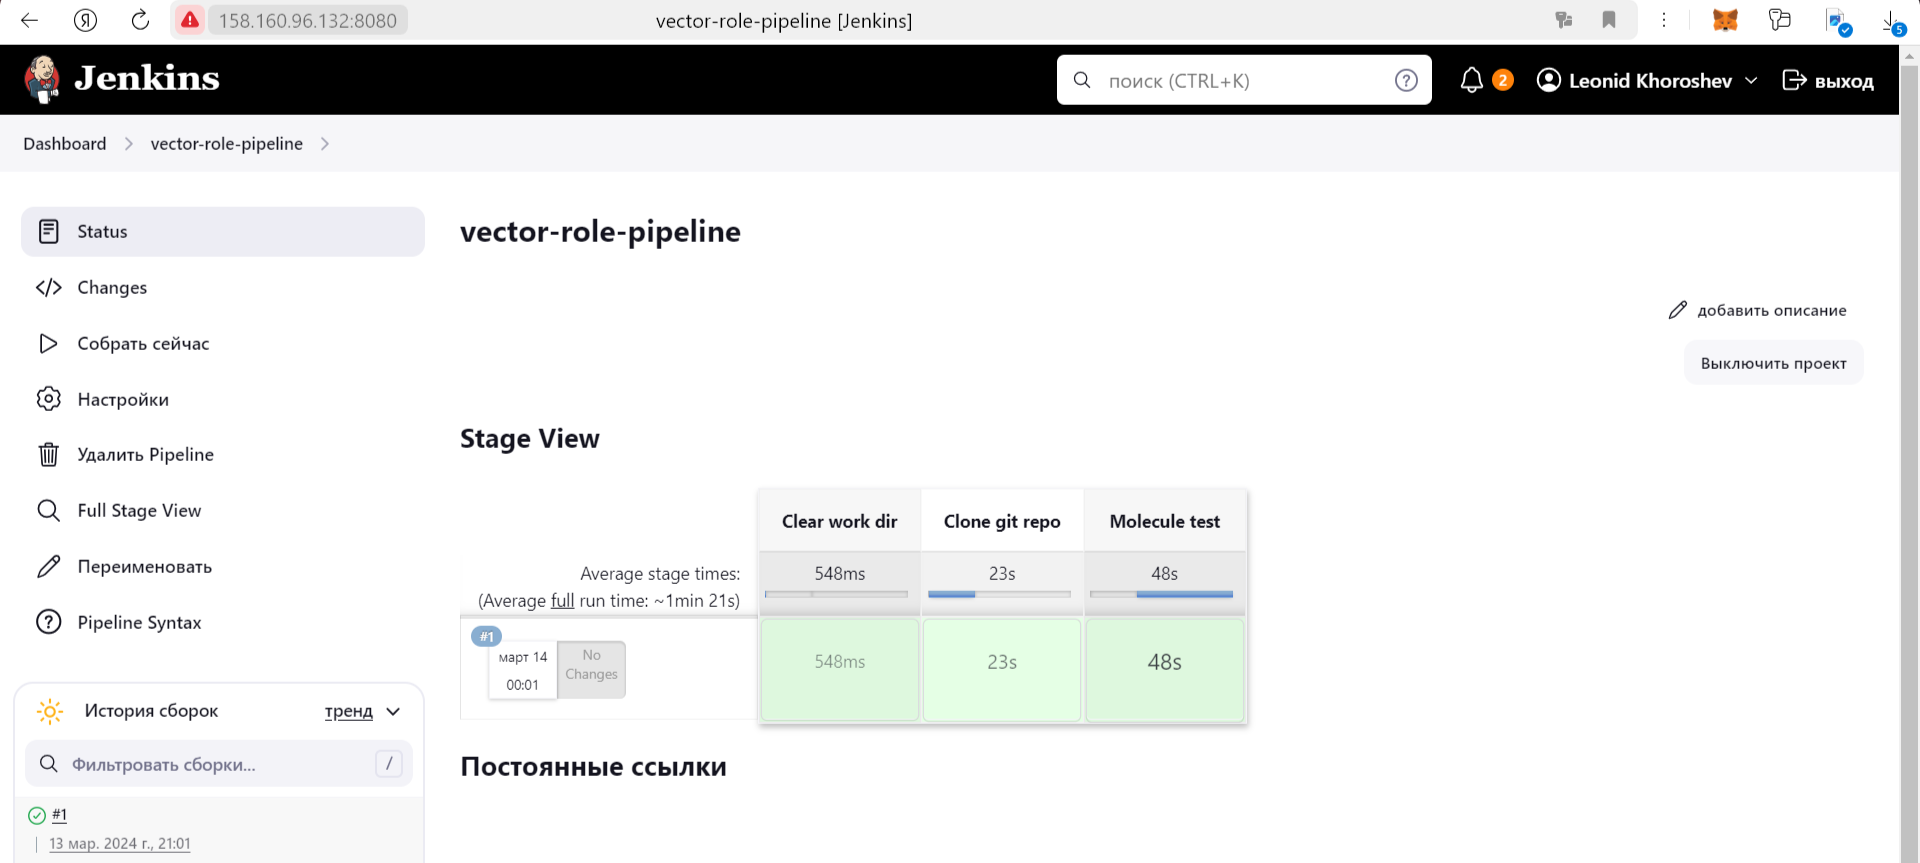 158.160.96.132:8080
vector-role-pipeline [Jenkins]
5
Jenkins
поиск (CTRL+K)
2
Leonid Khoroshev
выход
Dashboard
vector-role-pipeline
Status
Changes
Собрать сейчас
Настройки
Удалить Pipeline
Full Stage View
Переименовать
Pipeline Syntax
История сборок
тренд
Фильтровать сборки...
/
#1
13 мар. 2024 г., 21:01
vector-role-pipeline
добавить описание
Выключить проект
Stage View
Clear work dir
Clone git repo
Molecule test
Average stage times:
(Average full run time: ~1min 21s)
548ms
23s
48s
#1
март 14
00:01
No
Changes
548ms
23s
48s
Постоянные ссылки